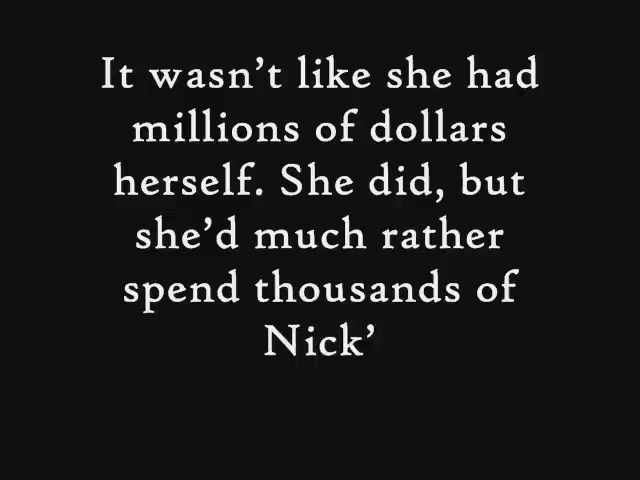 It wasn’t like she had
millions of dollars
herself. She did, but
she’d much rather
spend thousands of
Nick’